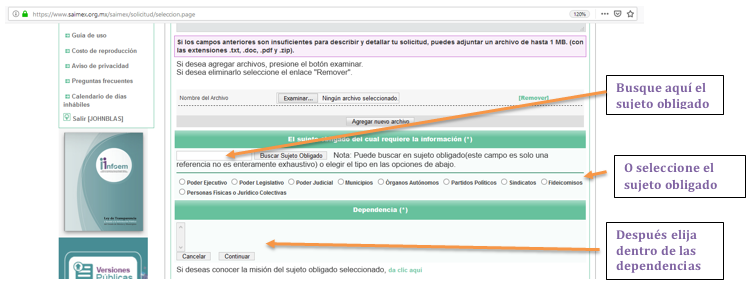 https://www.saimex.org.mx/saimex/solicitud/seleccion.page
120%
Guía de uso
Costo de reproducción
Aviso de privacidad
Preguntas frecuentes
Calendario de días
inhábiles
Salir [JOHNBLAS]
infoem
Ley de Transparencia
Versiones
Públicas
Si los campos anteriores son insuficientes para describir y detallar tu solicitud, puedes adjuntar un archivo de hasta 1 MB. (con
las extensiones .txt, .doc, .pdf y .zip).
Si desea agregar archivos, presione el botón examinar.
Si desea eliminarlo seleccione el enlace "Remover".
Nombre del Archivo Examinar... Ningún archivo seleccionado. [Remover]
Agregar nuevo archivo
El sujeto obligado del cual requiere la información (*)
Buscar Sujeto Obligado Nota: Puede buscar en sujeto obligado(este campo es solo una
referencia no es enteramente exhaustivo) o elegir el tipo en las opciones de abajo.
Poder Ejecutivo Poder Legislativo Poder Judicial Municipios Órganos Autónomos Partidos Políticos Sindicatos Fideicomisos
Personas Físicas o Jurídico Colectivas
Dependencia (*)
Cancelar Continuar
Si deseas conocer la misión del sujeto obligado seleccionado, da clic aquí
Busque aquí el
sujeto obligado
O seleccione el
sujeto obligado
Después elija
dentro de las
dependencias